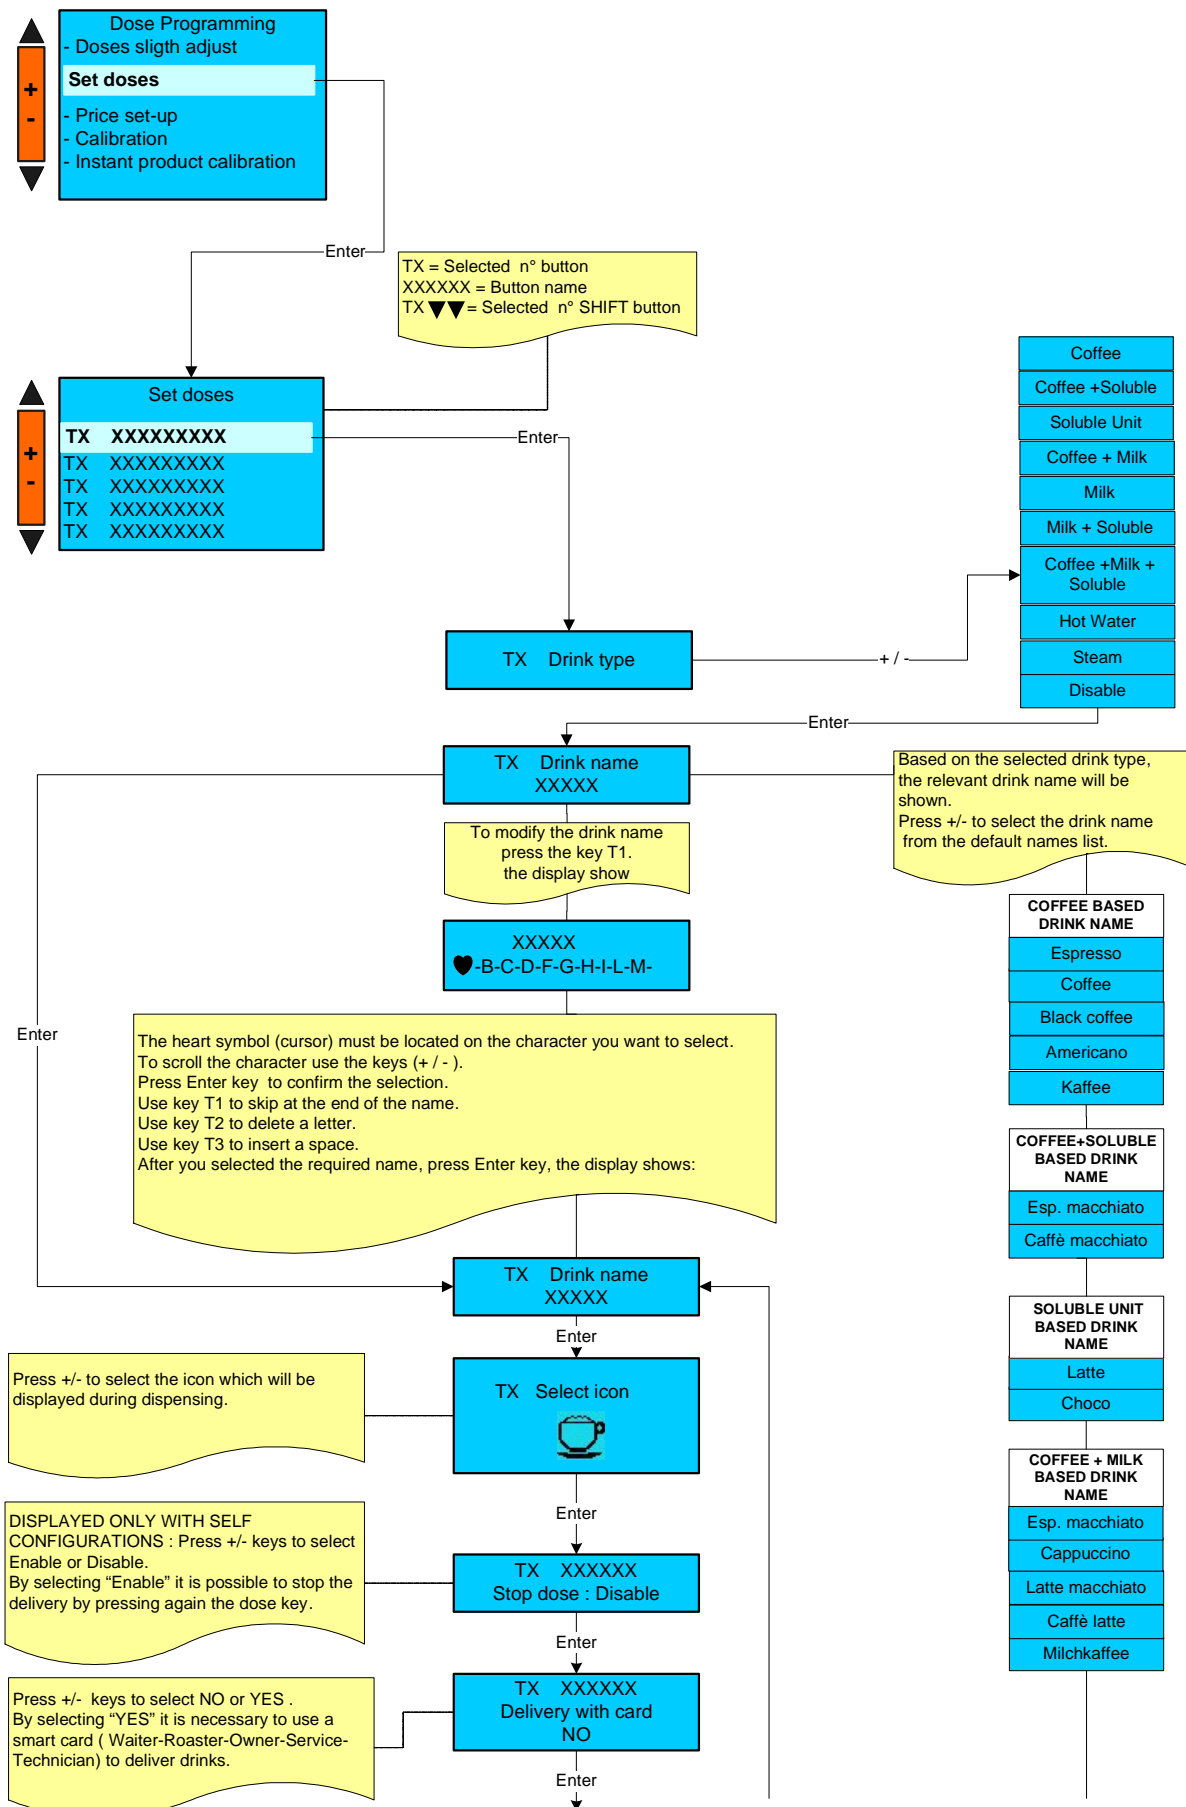 Dose Programming
- Doses sligth adjust
Set doses
- Price set-up
- Calibration
- Instant product calibration
+
-
Enter
TX = Selected n° button
XXXXXX = Button name
TX ▼▼ = Selected n° SHIFT button
Set doses
TX XXXXXXXXX
TX XXXXXXXXX
TX XXXXXXXXX
TX XXXXXXXXX
TX XXXXXXXXX
+
-
Enter
Coffee
Coffee +Soluble
Soluble Unit
Coffee + Milk
Milk
Milk + Soluble
Coffee +Milk +
Soluble
Hot Water
Steam
Disable
TX Drink type
+ / -
Enter
TX Drink name
XXXXX
Based on the selected drink type,
the relevant drink name will be
shown.
Press +/- to select the drink name
from the default names list.
To modify the drink name
press the key T1.
the display show
XXXXX
♥-B-C-D-F-G-H-I-L-M-
Enter
The heart symbol (cursor) must be located on the character you want to select.
To scroll the character use the keys (+ / - ).
Press Enter key to confirm the selection.
Use key T1 to skip at the end of the name.
Use key T2 to delete a letter.
Use key T3 to insert a space.
After you selected the required name, press Enter key, the display shows:
TX Drink name
XXXXX
Enter
Press +/- to select the icon which will be
displayed during dispensing.
TX Select icon
Enter
DISPLAYED ONLY WITH SELF
CONFIGURATIONS : Press +/- keys to select
Enable or Disable.
By selecting “Enable” it is possible to stop the
delivery by pressing again the dose key.
TX XXXXXX
Stop dose : Disable
Enter
Press +/- keys to select NO or YES .
By selecting “YES” it is necessary to use a
smart card ( Waiter-Roaster-Owner-Service-
Technician) to deliver drinks.
TX XXXXXX
Delivery with card
NO
Enter
COFFEE BASED
DRINK NAME
Espresso
Coffee
Black coffee
Americano
Kaffee
COFFEE+SOLUBLE
BASED DRINK
NAME
Esp. macchiato
Caffè macchiato
SOLUBLE UNIT
BASED DRINK
NAME
Latte
Choco
COFFEE + MILK
BASED DRINK
NAME
Esp. macchiato
Cappuccino
Latte macchiato
Caffè latte
Milchkaffee